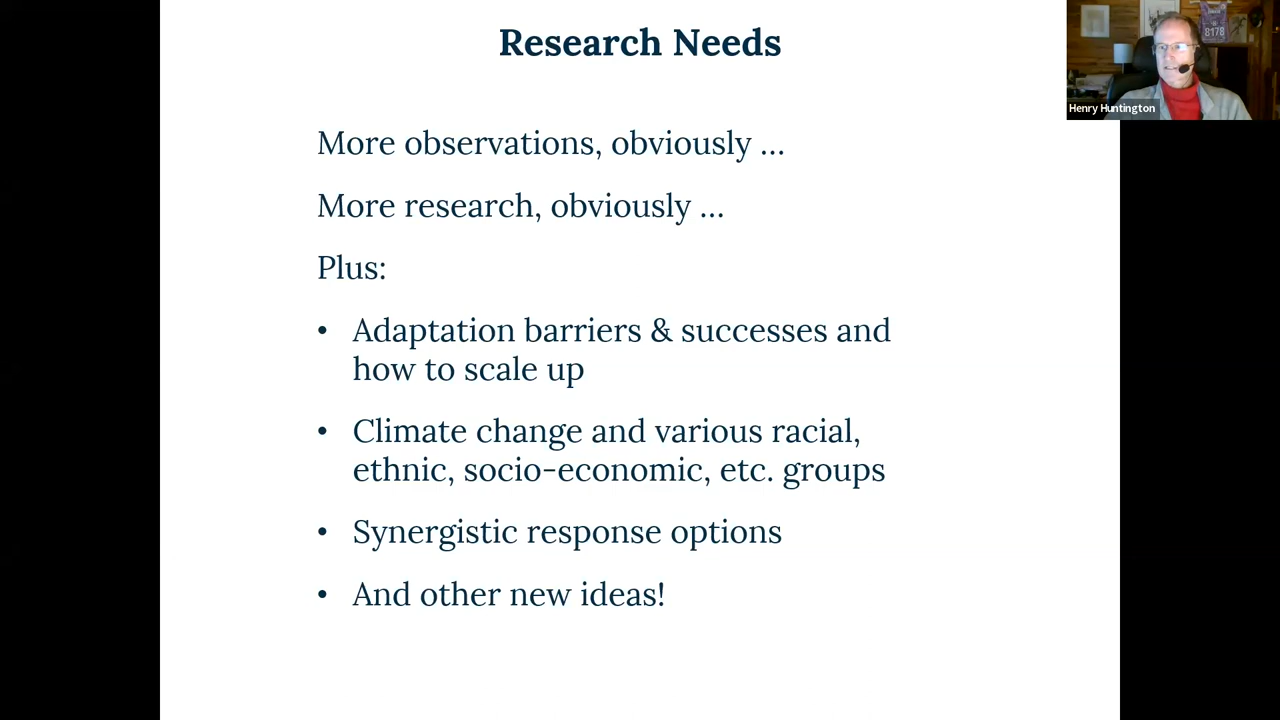 Research Needs
8178
Henry Huntington
More observations, obviously ...
More research, obviously ...
Plus:
• Adaptation barriers & successes and
how to scale up
• Climate change and various racial,
ethnic, socio-economic, etc. groups
• Synergistic response options
• And other new ideas!